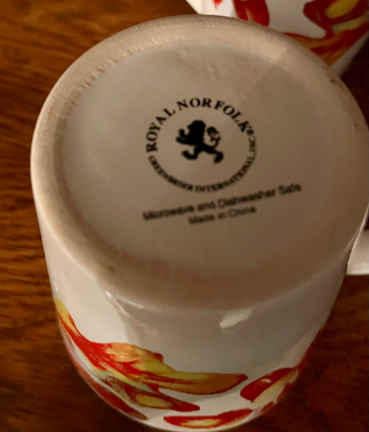 ROYAL NORFOLK®
GREENBRIER INTERNATIONAL, INC.
Microwave and Dishwasher Safe
Made in China